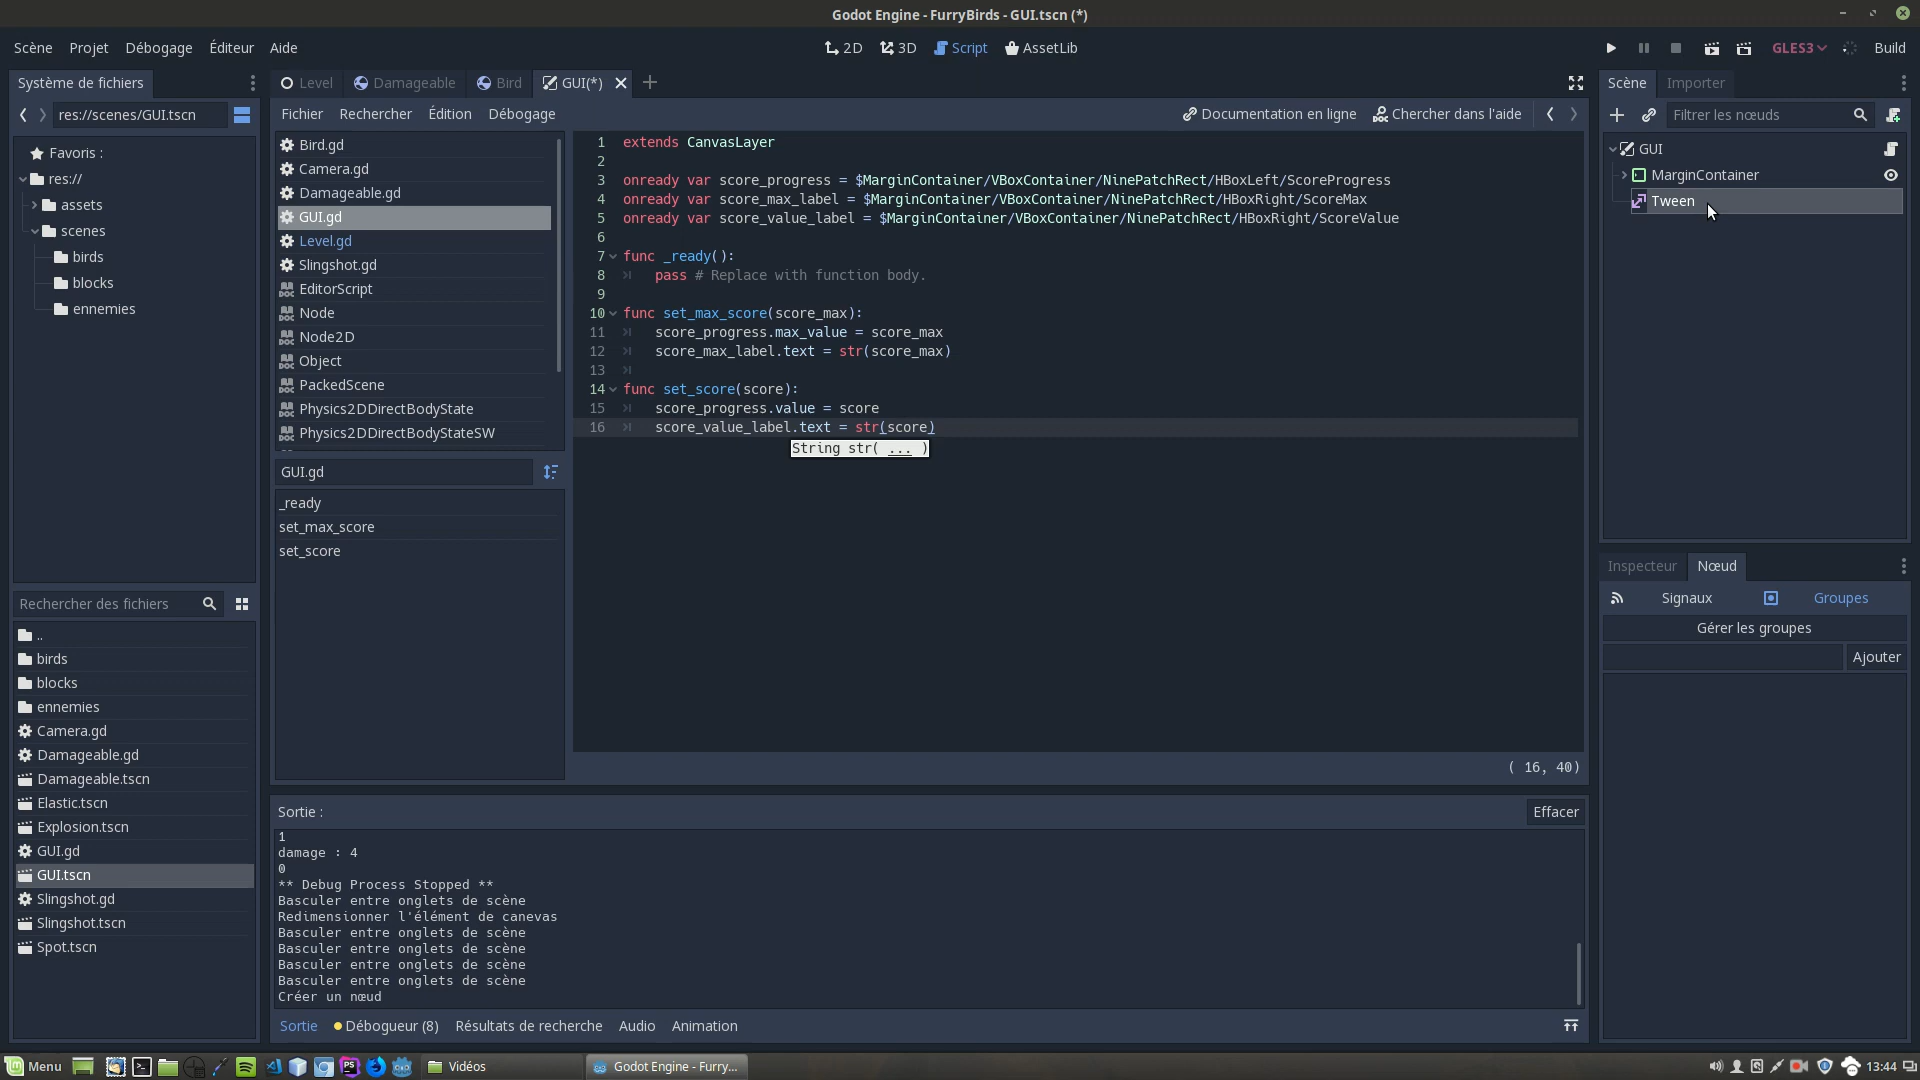 Godot Engine - FurryBirds - GUI.tscn (*)
Scène Projet Débogage Éditeur Aide
2D 3D Script AssetLib
GLES3 Build
Système de fichiers
res://scenes/GUI.tscn
Favoris :
res://
assets
scenes
birds
blocks
ennemies
Rechercher des fichiers
..
birds
blocks
ennemies
Camera.gd
Damageable.gd
Damageable.tscn
Elastic.tscn
Explosion.tscn
GUI.gd
GUI.tscn
Slingshot.gd
Slingshot.tscn
Spot.tscn
Level Damageable Bird GUI(*)
Fichier Rechercher Édition Débogage
Documentation en ligne Chercher dans l'aide
Bird.gd
Camera.gd
Damageable.gd
GUI.gd
Level.gd
Slingshot.gd
EditorScript
Node
Node2D
Object
PackedScene
Physics2DDirectBodyState
Physics2DDirectBodyStateSW
GUI.gd
_ready
set_max_score
set_score
1 extends CanvasLayer
2
3 onready var score_progress = $MarginContainer/VBoxContainer/NinePatchRect/HBoxLeft/ScoreProgress
4 onready var score_max_label = $MarginContainer/VBoxContainer/NinePatchRect/HBoxRight/ScoreMax
5 onready var score_value_label = $MarginContainer/VBoxContainer/NinePatchRect/HBoxRight/ScoreValue
6
7 func _ready():
8 pass # Replace with function body.
9
10 func set_max_score(score_max):
11 score_progress.max_value = score_max
12 score_max_label.text = str(score_max)
13
14 func set_score(score):
15 score_progress.value = score
16 score_value_label.text = str(score)
String str( ... )
( 16, 40)
Sortie :
Effacer
1
damage : 4
0
** Debug Process Stopped **
Basculer entre onglets de scène
Redimensionner l'élément de canevas
Basculer entre onglets de scène
Basculer entre onglets de scène
Basculer entre onglets de scène
Basculer entre onglets de scène
Créer un nœud
Sortie Débogueur (8) Résultats de recherche Audio Animation
Scène Importer
Filtrer les nœuds
GUI
MarginContainer
Tween
Inspecteur Nœud
Signaux Groupes
Gérer les groupes
Ajouter
Menu
Vidéos
Godot Engine - Furry...
13:44